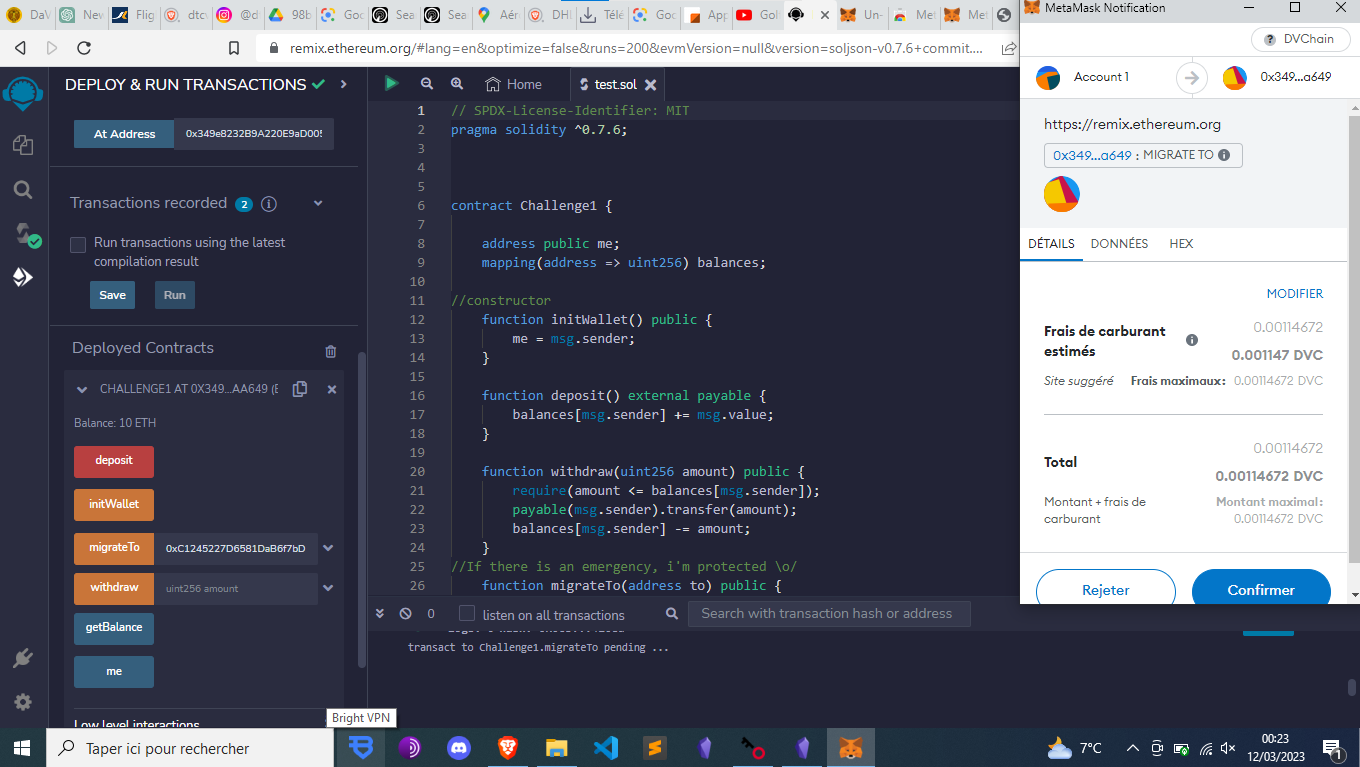 DaV
Nev
Flig
dtc
@d
98b
Goc
Sea
Sea
Aér
DHI
Télé
Goc
App
Gol
Un-
Met
Met
Goo
MetaMask Notification
remix.ethereum.org/#lang=en&optimize=false&runs=200&evmVersion=null&version=soljson-v0.7.6+commit....
DVChain
Account 1
0x349...a649
DEPLOY & RUN TRANSACTIONS
Home
test.sol
At Address
0x349e8232B9A220E9aD005
Transactions recorded 2
Run transactions using the latest
compilation result
Save
Run
Deployed Contracts
CHALLENGE1 AT 0X349...AA649 (E
Balance: 10 ETH
deposit
initWallet
migrateTo
0xC1245227D6581DaB6f7bD
withdraw
uint256 amount
getBalance
me
Low level interactions
1 // SPDX-License-Identifier: MIT
2 pragma solidity ^0.7.6;
3
4
5
6 contract Challenge1 {
7
8 address public me;
9 mapping(address => uint256) balances;
10
11 //constructor
12 function initWallet() public {
13 me = msg.sender;
14 }
15
16 function deposit() external payable {
17 balances[msg.sender] += msg.value;
18 }
19
20 function withdraw(uint256 amount) public {
21 require(amount <= balances[msg.sender]);
22 payable(msg.sender).transfer(amount);
23 balances[msg.sender] -= amount;
24 }
25 //If there is an emergency, i'm protected \o/
26 function migrateTo(address to) public {
0
listen on all transactions
Search with transaction hash or address
transact to Challenge1.migrateTo pending ...
https://remix.ethereum.org
0x349...a649 : MIGRATE TO
DÉTAILS
DONNÉES
HEX
MODIFIER
Frais de carburant
estimés
0.00114672
0.001147 DVC
Site suggéré
Frais maximaux:
0.00114672 DVC
Total
0.00114672
0.00114672 DVC
Montant + frais de
carburant
Montant maximal:
0.00114672 DVC
Rejeter
Confirmer
Bright VPN
Taper ici pour rechercher
7°C
00:23
12/03/2023
1